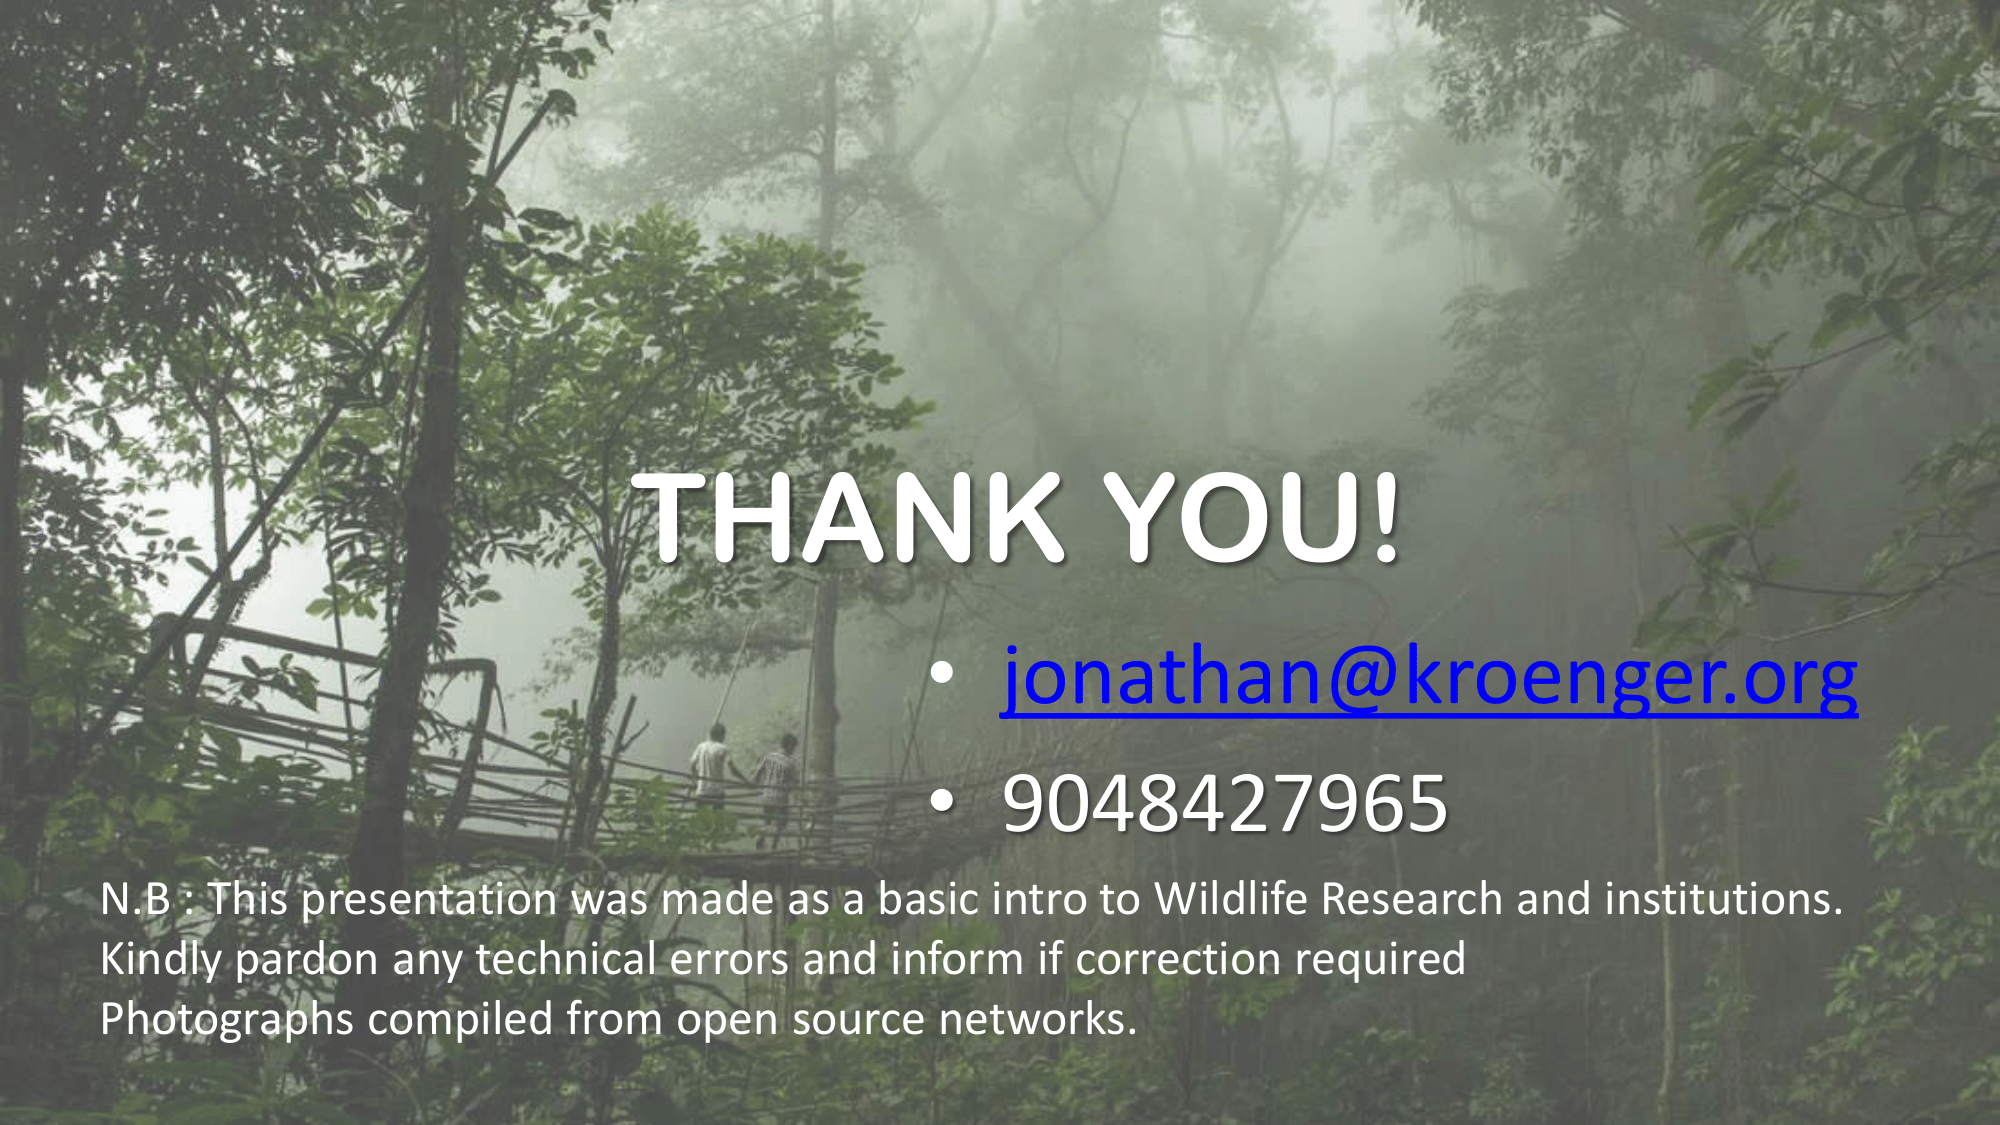 THANK YOU!
• jonathan@kroenger.org
• 9048427965
N.B : This presentation was made as a basic intro to Wildlife Research and institutions.
Kindly pardon any technical errors and inform if correction required
Photographs compiled from open source networks.